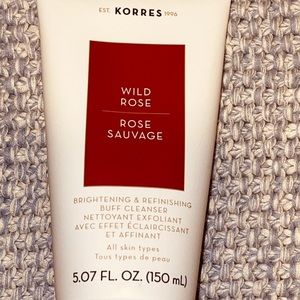 EST. KORRES 1996
WILD
ROSE
ROSE
SAUVAGE
BRIGHTENING & REFINISHING
BUFF CLEANSER
NETTOYANT EXFOLIANT
AVEC EFFET ÉCLAIRCISSANT
ET AFFINANT
All skin types
Tous types de peau
5.07 FL. OZ. (150 mL)